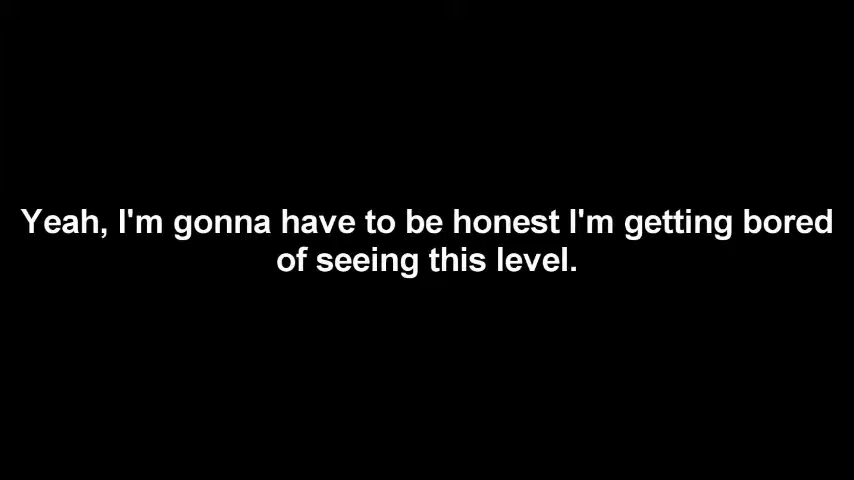 Yeah, I'm gonna have to be honest I'm getting bored
of seeing this level.